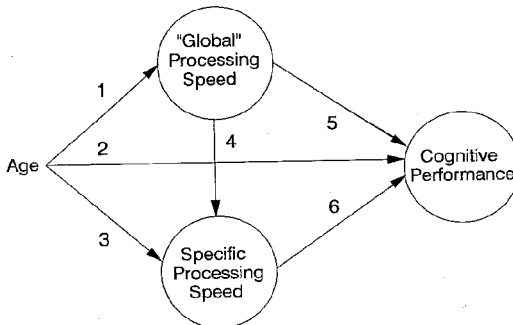 "Global"
Processing
Speed
1
5
4
2
Age
Cognitive
Performance
6
3
Specific
Processing
Speed